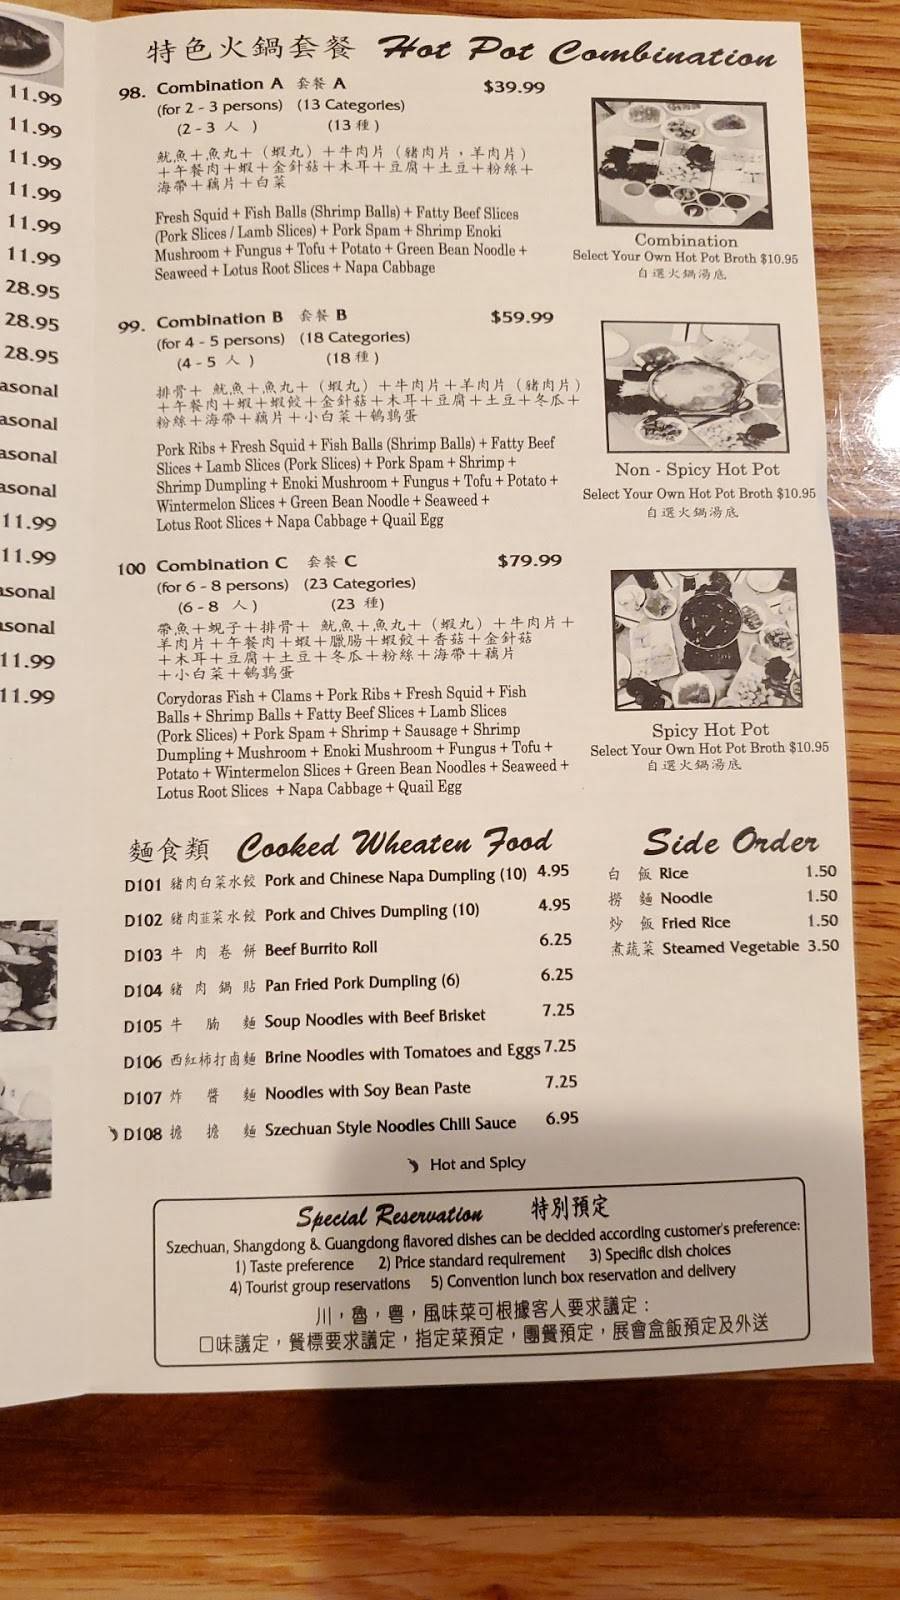 11.99
11.99
11.99
11.99
11.99
11.99
28.95
28.95
28.95
asonal
asonal
asonal
asonal
11.99
11.99
asonal
asonal
11.99
11.99
特色火鍋套餐 Hot Pot Combination
98. Combination A 套餐 A $39.99
(for 2 - 3 persons) (13 Categories)
(2 - 3 人 ) (13 種 )
魷魚＋魚丸＋（蝦丸）＋牛肉片（豬肉片，羊肉片）
＋午餐肉＋蝦＋金針菇＋木耳＋豆腐＋土豆＋粉絲＋
海帶＋藕片＋白菜
Fresh Squid + Fish Balls (Shrimp Balls) + Fatty Beef Slices
(Pork Slices / Lamb Slices) + Pork Spam + Shrimp Enoki
Mushroom + Fungus + Tofu + Potato + Green Bean Noodle +
Seaweed + Lotus Root Slices + Napa Cabbage
Combination
Select Your Own Hot Pot Broth $10.95
自選火鍋湯底
99. Combination B 套餐 B $59.99
(for 4 - 5 persons) (18 Categories)
(4 - 5 人 ) (18 種 )
排骨＋ 魷魚＋魚丸＋（蝦丸）＋牛肉片＋羊肉片（豬肉片）
＋午餐肉＋蝦＋蝦餃＋金針菇＋木耳＋豆腐＋土豆＋冬瓜＋
粉絲＋海帶＋藕片＋小白菜＋鵪鶉蛋
Pork Ribs + Fresh Squid + Fish Balls (Shrimp Balls) + Fatty Beef
Slices + Lamb Slices (Pork Slices) + Pork Spam + Shrimp +
Shrimp Dumpling + Enoki Mushroom + Fungus + Tofu + Potato +
Wintermelon Slices + Green Bean Noodle + Seaweed +
Lotus Root Slices + Napa Cabbage + Quail Egg
Non - Spicy Hot Pot
Select Your Own Hot Pot Broth $10.95
自選火鍋湯底
100 Combination C 套餐 C $79.99
(for 6 - 8 persons) (23 Categories)
(6 - 8 人 ) (23 種)
帶魚＋蜆子＋排骨＋ 魷魚＋魚丸＋（蝦丸）＋牛肉片＋
羊肉片＋午餐肉＋蝦＋臘腸＋蝦餃＋香菇＋金針菇
＋木耳＋豆腐＋土豆＋冬瓜＋粉絲＋海帶＋藕片
＋小白菜＋鵪鶉蛋
Corydoras Fish + Clams + Pork Ribs + Fresh Squid + Fish
Balls + Shrimp Balls + Fatty Beef Slices + Lamb Slices
(Pork Slices) + Pork Spam + Shrimp + Sausage + Shrimp
Dumpling + Mushroom + Enoki Mushroom + Fungus + Tofu +
Potato + Wintermelon Slices + Green Bean Noodles + Seaweed +
Lotus Root Slices + Napa Cabbage + Quail Egg
Spicy Hot Pot
Select Your Own Hot Pot Broth $10.95
自選火鍋湯底
麵食類 Cooked Wheaten Food
D101 豬肉白菜水餃 Pork and Chinese Napa Dumpling (10) 4.95
D102 豬肉韮菜水餃 Pork and Chives Dumpling (10) 4.95
D103 牛肉卷餅 Beef Burrito Roll 6.25
D104 豬肉鍋貼 Pan Fried Pork Dumpling (6) 6.25
D105 牛腩麵 Soup Noodles with Beef Brisket 7.25
D106 西紅柿打鹵麵 Brine Noodles with Tomatoes and Eggs 7.25
D107 炸醬麵 Noodles with Soy Bean Paste 7.25
D108 擔擔麵 Szechuan Style Noodles Chili Sauce 6.95
Hot and Spicy
Side Order
白飯 Rice 1.50
撈麵 Noodle 1.50
炒飯 Fried Rice 1.50
煮蔬菜 Steamed Vegetable 3.50
Special Reservation 特別預定
Szechuan, Shangdong & Guangdong flavored dishes can be decided according customer's preference:
1) Taste preference 2) Price standard requirement 3) Specific dish choices
4) Tourist group reservations 5) Convention lunch box reservation and delivery
川，魯，粵，風味菜可根據客人要求議定：
口味議定，餐標要求議定，指定菜預定，團餐預定，展會盒飯預定及外送